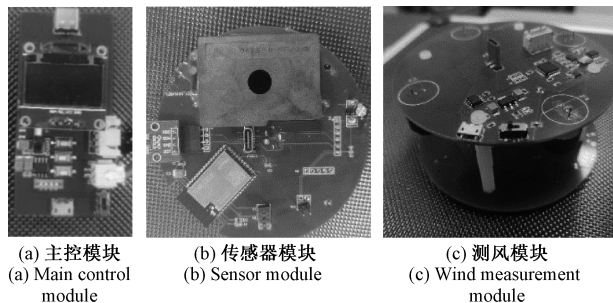 (a) 主控模块
(a) Main control
module
(b) 传感器模块
(b) Sensor module
(c) 测风模块
(c) Wind measurement
module